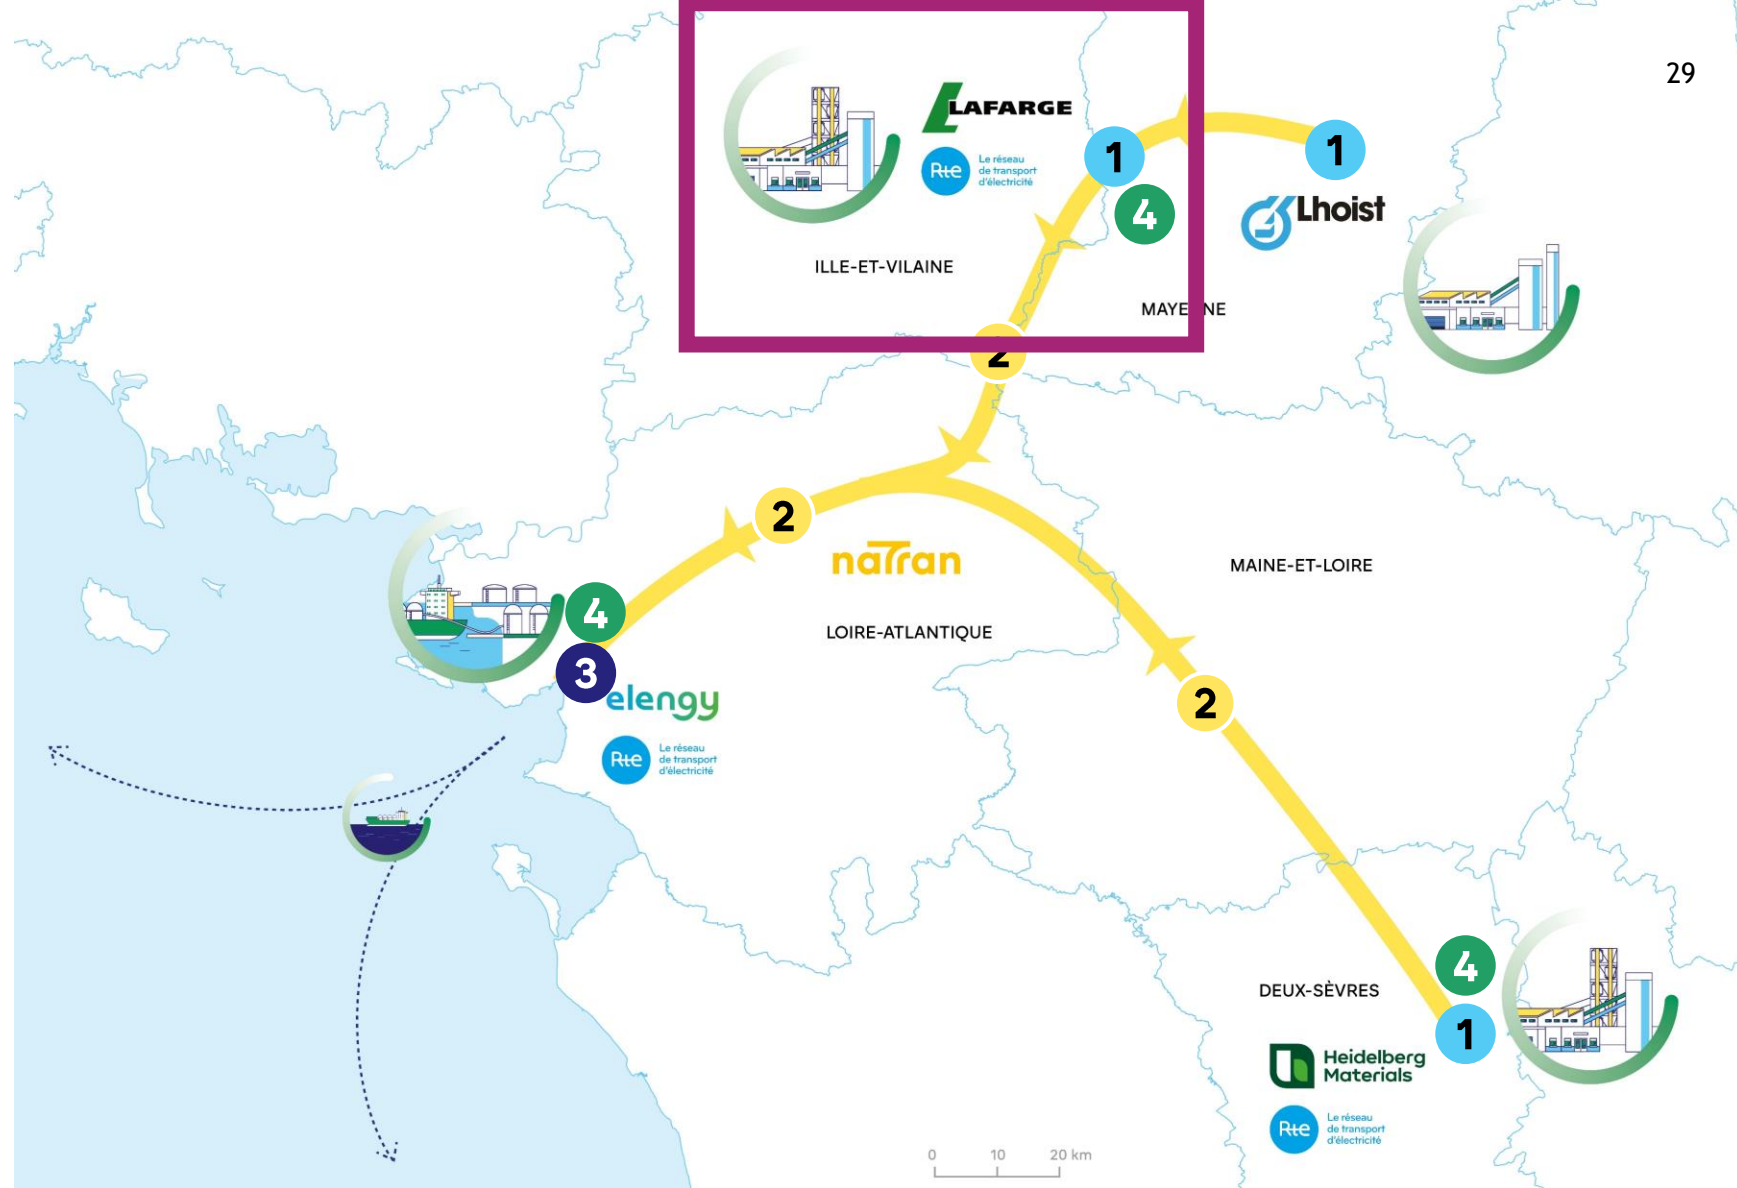 29
LAFARGE
Rte
Le réseau
de transport
d'électricité
1
1
4
Lhoist
ILLE-ET-VILAINE
MAYENNE
2
2
naTran
MAINE-ET-LOIRE
4
LOIRE-ATLANTIQUE
3
elengy
2
Rte
Le réseau
de transport
d'électricité
4
DEUX-SÈVRES
1
Heidelberg
Materials
Rte
Le réseau
de transport
d'électricité
0 10 20 km